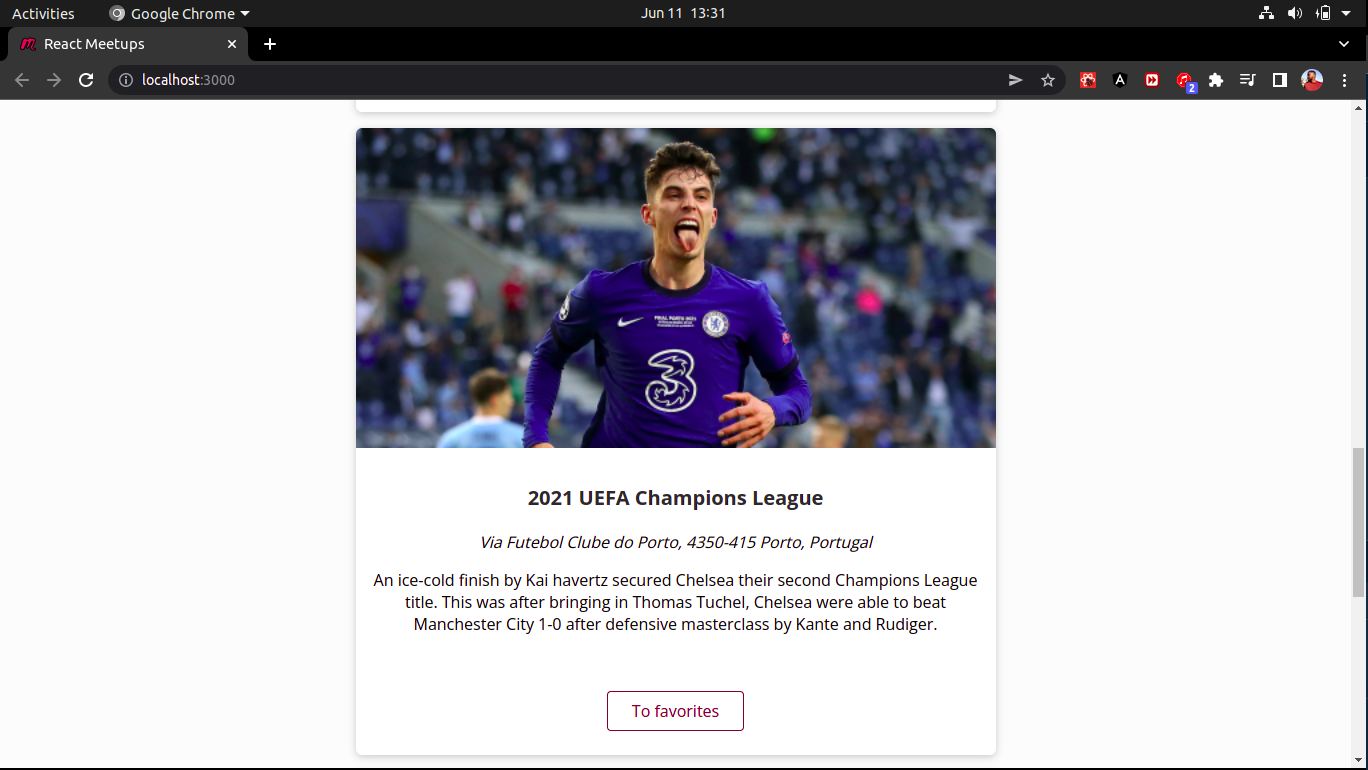 Activities
Google Chrome
Jun 11 13:31
React Meetups
localhost:3000
2
3
2021 UEFA Champions League
Via Futebol Clube do Porto, 4350-415 Porto, Portugal
An ice-cold finish by Kai havertz secured Chelsea their second Champions League
title. This was after bringing in Thomas Tuchel, Chelsea were able to beat
Manchester City 1-0 after defensive masterclass by Kante and Rudiger.
To favorites